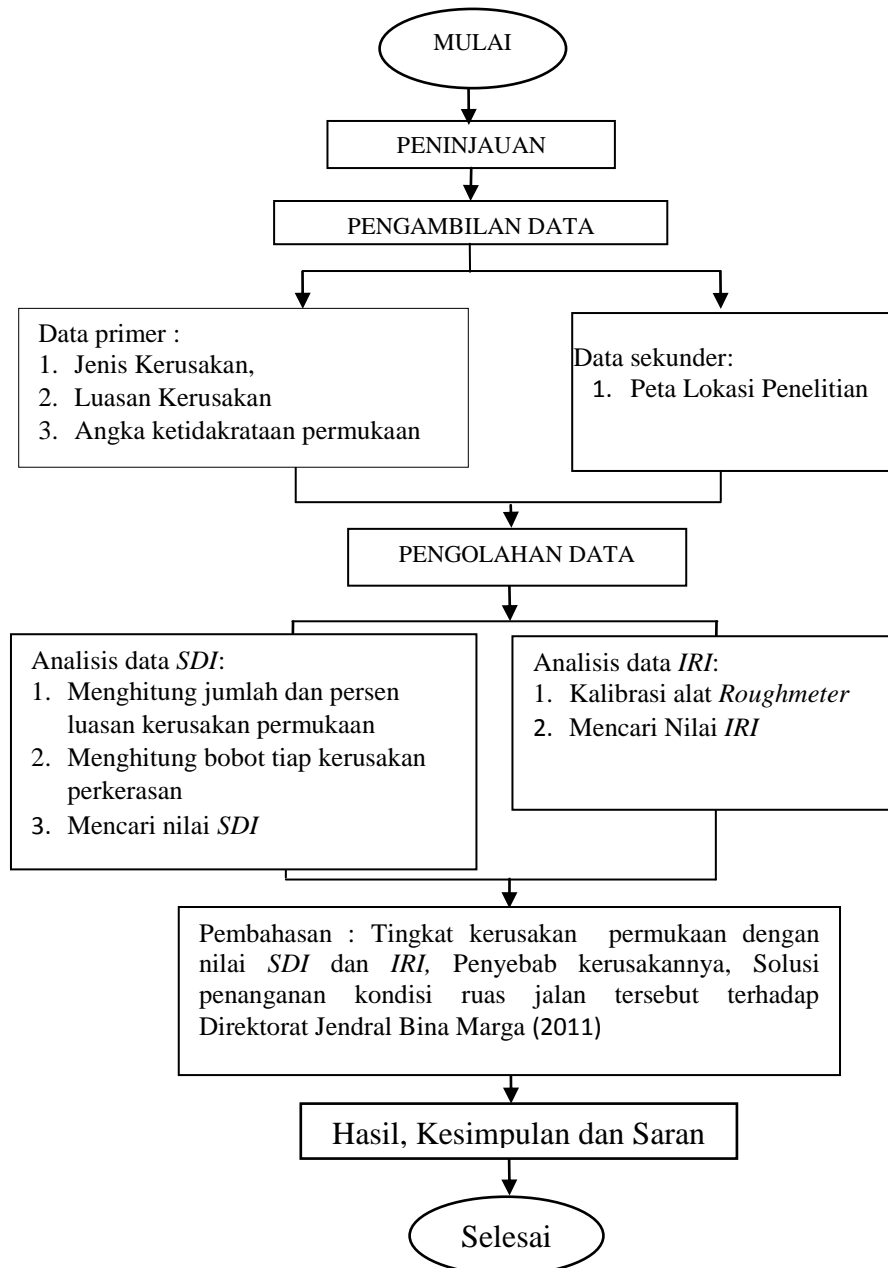 MULAI
PENINJAUAN
PENGAMBILAN DATA
Data primer :
1. Jenis Kerusakan,
2. Luasan Kerusakan
3. Angka ketidakrataan permukaan
Data sekunder:
1. Peta Lokasi Penelitian
PENGOLAHAN DATA
Analisis data SDI:
1. Menghitung jumlah dan persen
luasan kerusakan permukaan
2. Menghitung bobot tiap kerusakan
perkerasan
3. Mencari nilai SDI
Analisis data IRI:
1. Kalibrasi alat Roughmeter
2. Mencari Nilai IRI
Pembahasan : Tingkat kerusakan permukaan dengan
nilai SDI dan IRI, Penyebab kerusakannya, Solusi
penanganan kondisi ruas jalan tersebut terhadap
Direktorat Jendral Bina Marga (2011)
Hasil, Kesimpulan dan Saran
Selesai